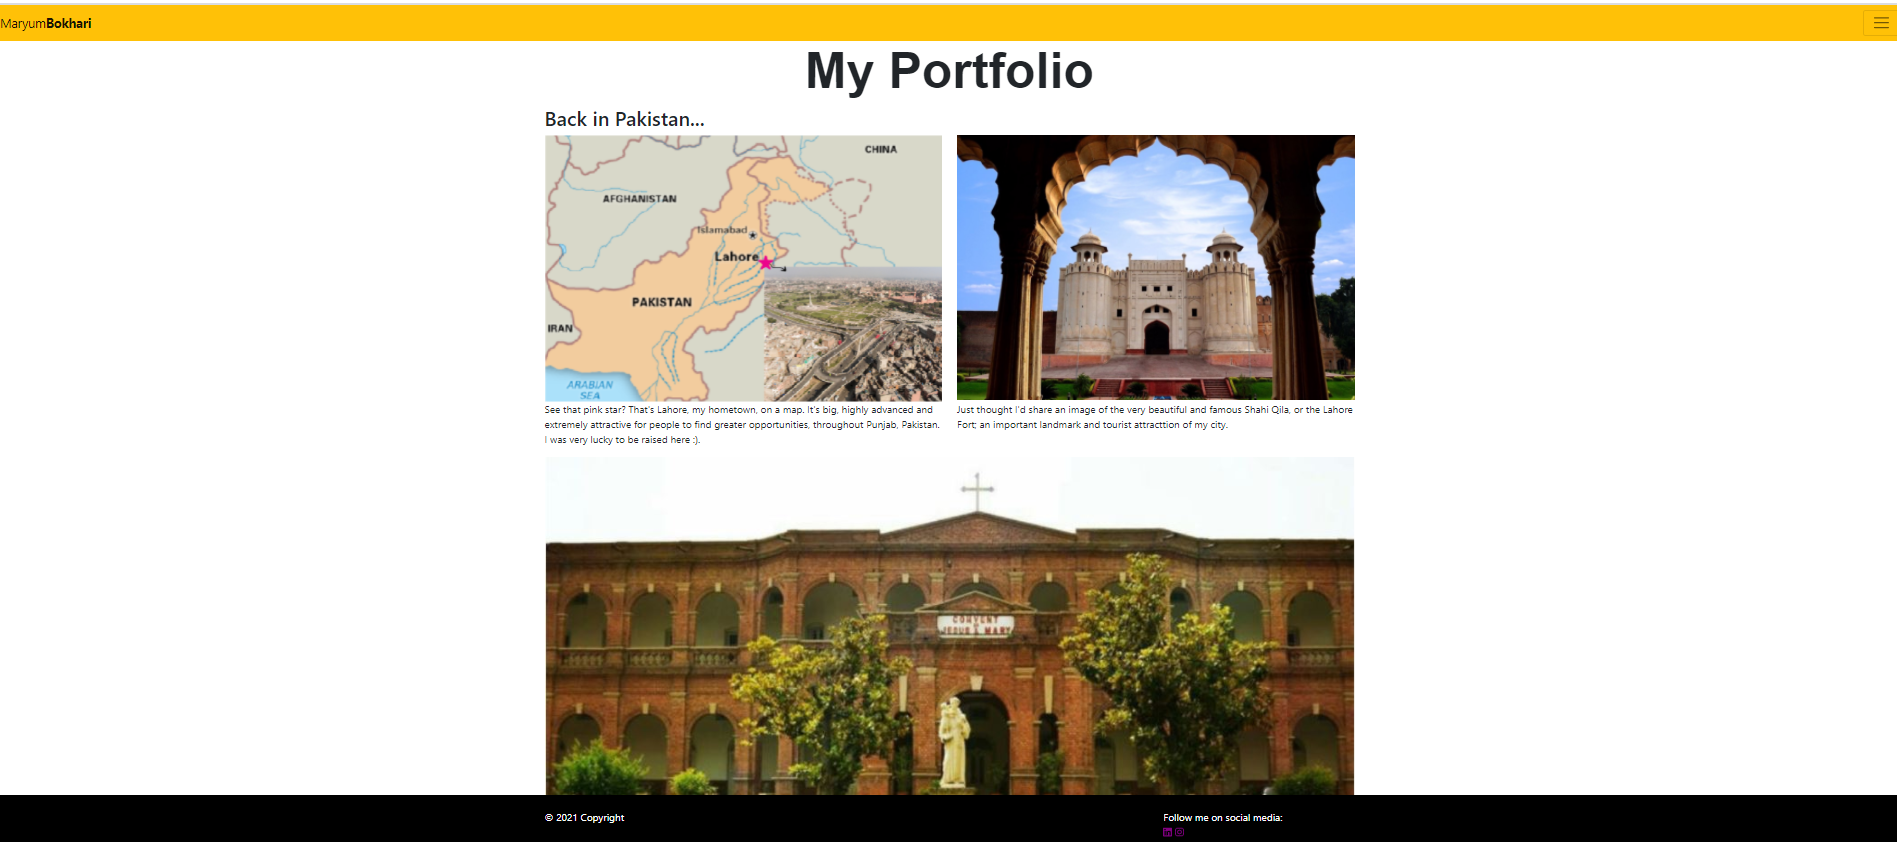 MaryumBokhari
My Portfolio
Back in Pakistan...
CHINA
AFGHANISTAN
Islamabad
Lahore
PAKISTAN
IRAN
ARABIAN
SEA
See that pink star? That's Lahore, my hometown, on a map. It's big, highly advanced and
extremely attractive for people to find greater opportunities, throughout Punjab, Pakistan.
I was very lucky to be raised here :).
Just thought I'd share an image of the very beautiful and famous Shahi Qila, or the Lahore
Fort; an important landmark and tourist attracttion of my city.
CONVENT
JESUS & MARY
© 2021 Copyright
Follow me on social media: